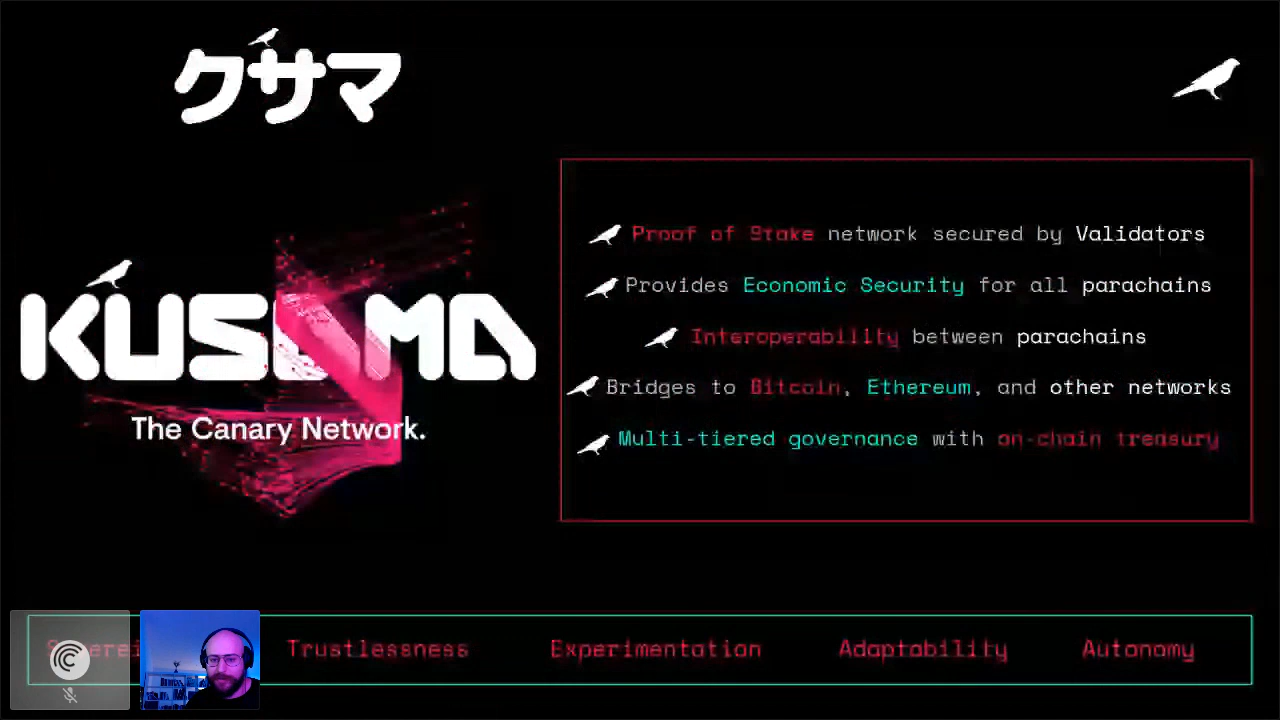 クサマ
KUSAMA
The Canary Network.
Proof of Stake network secured by Validators
Provides Economic Security for all parachains
Interoperability between parachains
Bridges to Bitcoin, Ethereum, and other networks
Multi-tiered governance with on-chain treasury
Trustlessness Experimentation Adaptability Autonomy